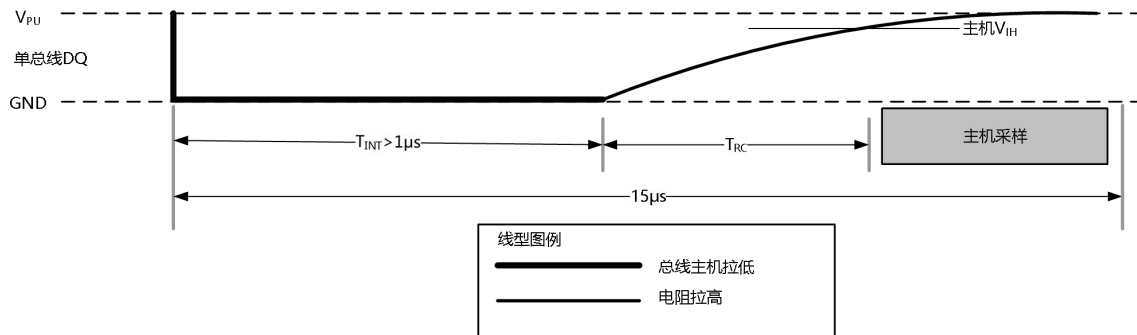 V_PU
单总线DQ
主机V_IH
GND
T_INT>1μs
T_RC
主机采样
15μs
线型图例
总线主机拉低
电阻拉高